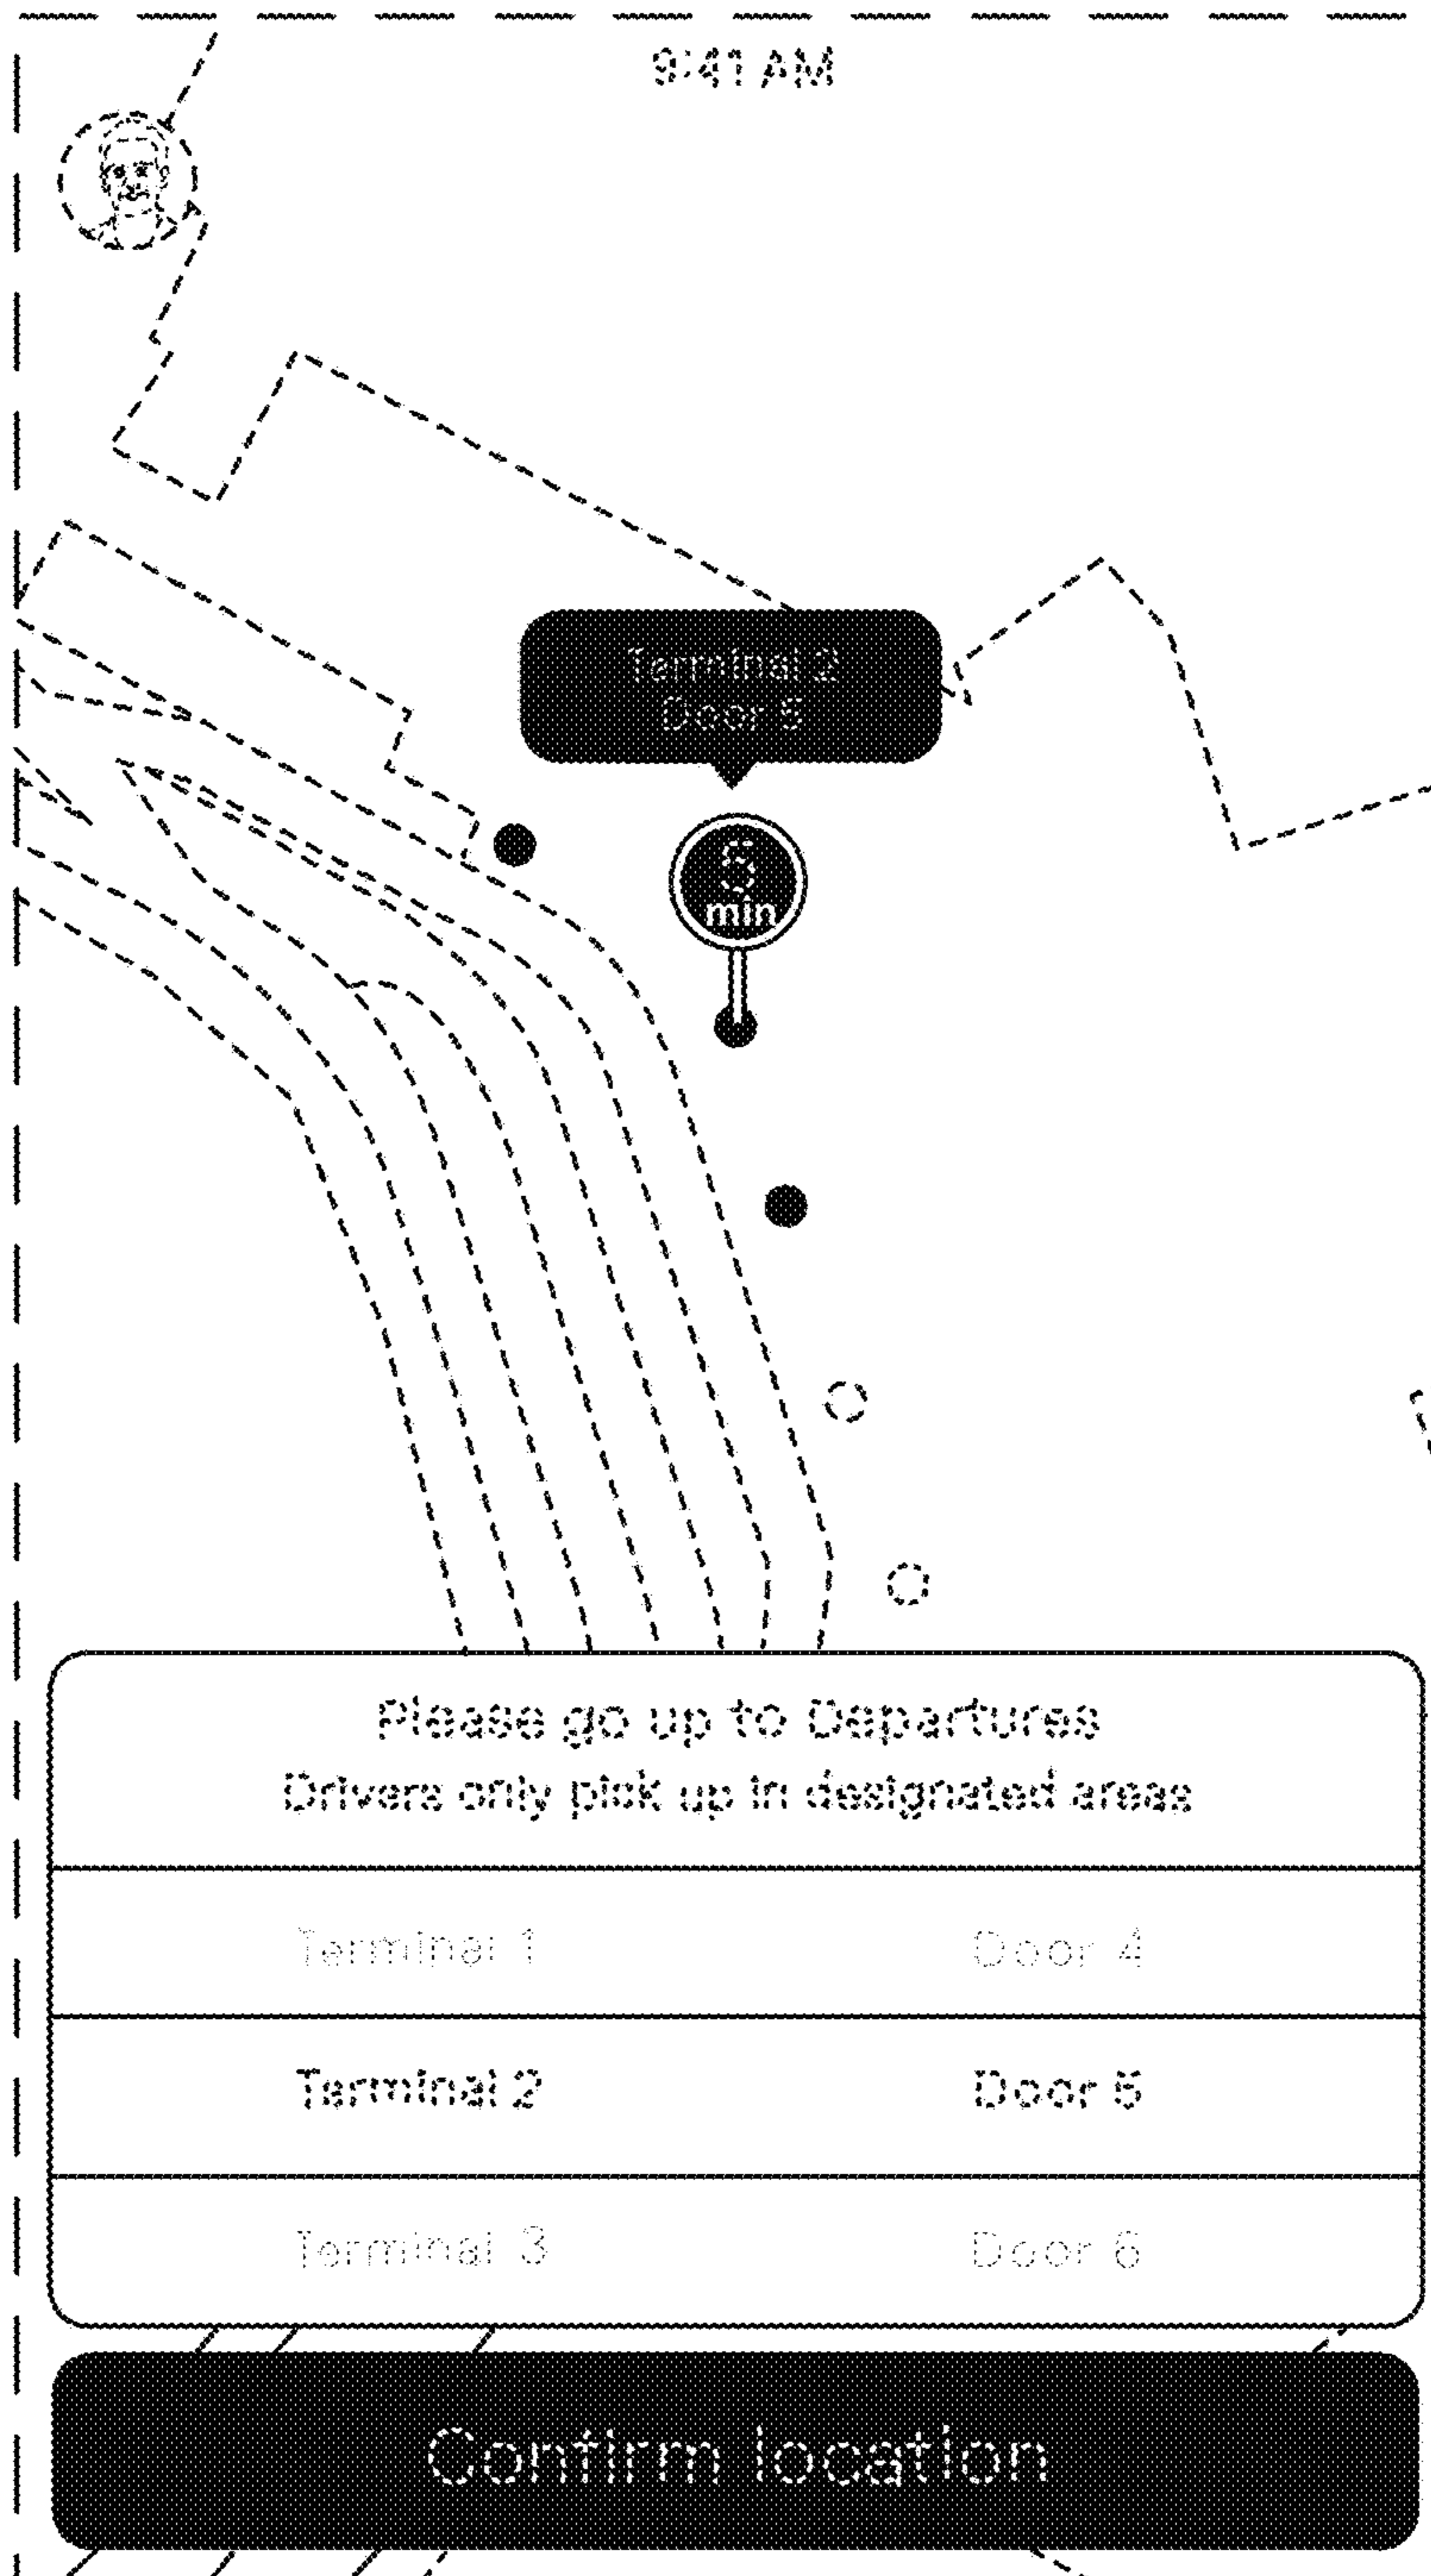 9:41 AM
Terminal 2
Door 5
5
min
Please go up to Departures
Drivers only pick up in designated areas
Terminal 1 Door 4
Terminal 2 Door 5
Terminal 3 Door 6
Confirm location